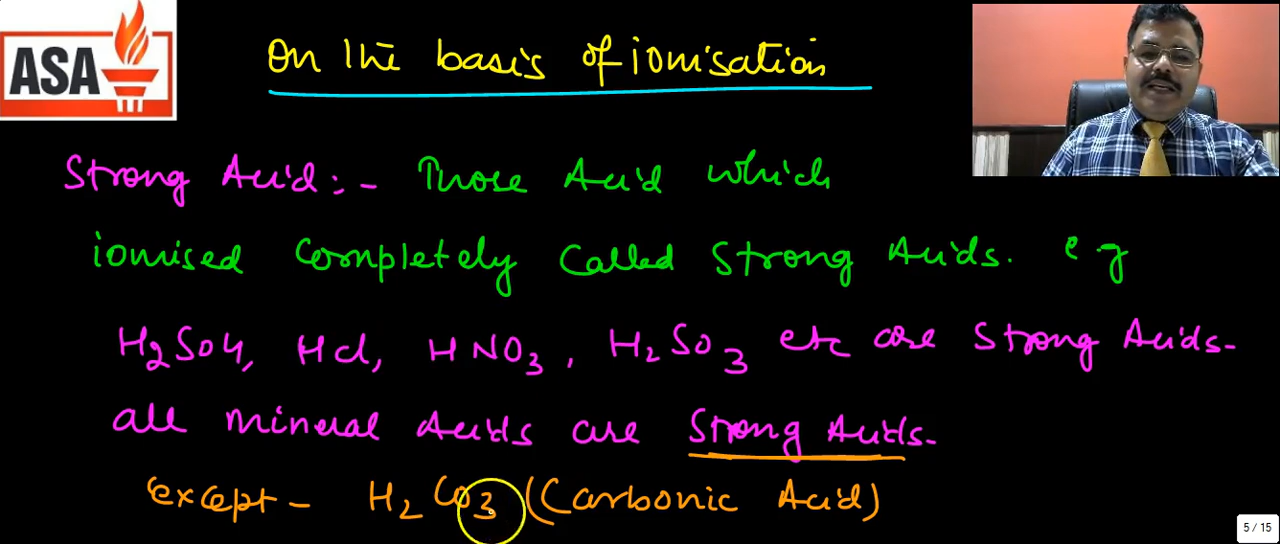 ASA
On the basis of ionisation
Strong Acid :- Those Acid which
ionised completely called strong Acids. e.g
H2SO4, Hcl, HNO3, H2SO3 etc are strong Acids-
all mineral Acids are strong Acids-
except - H2CO3 (Carbonic Acid)
5 / 15